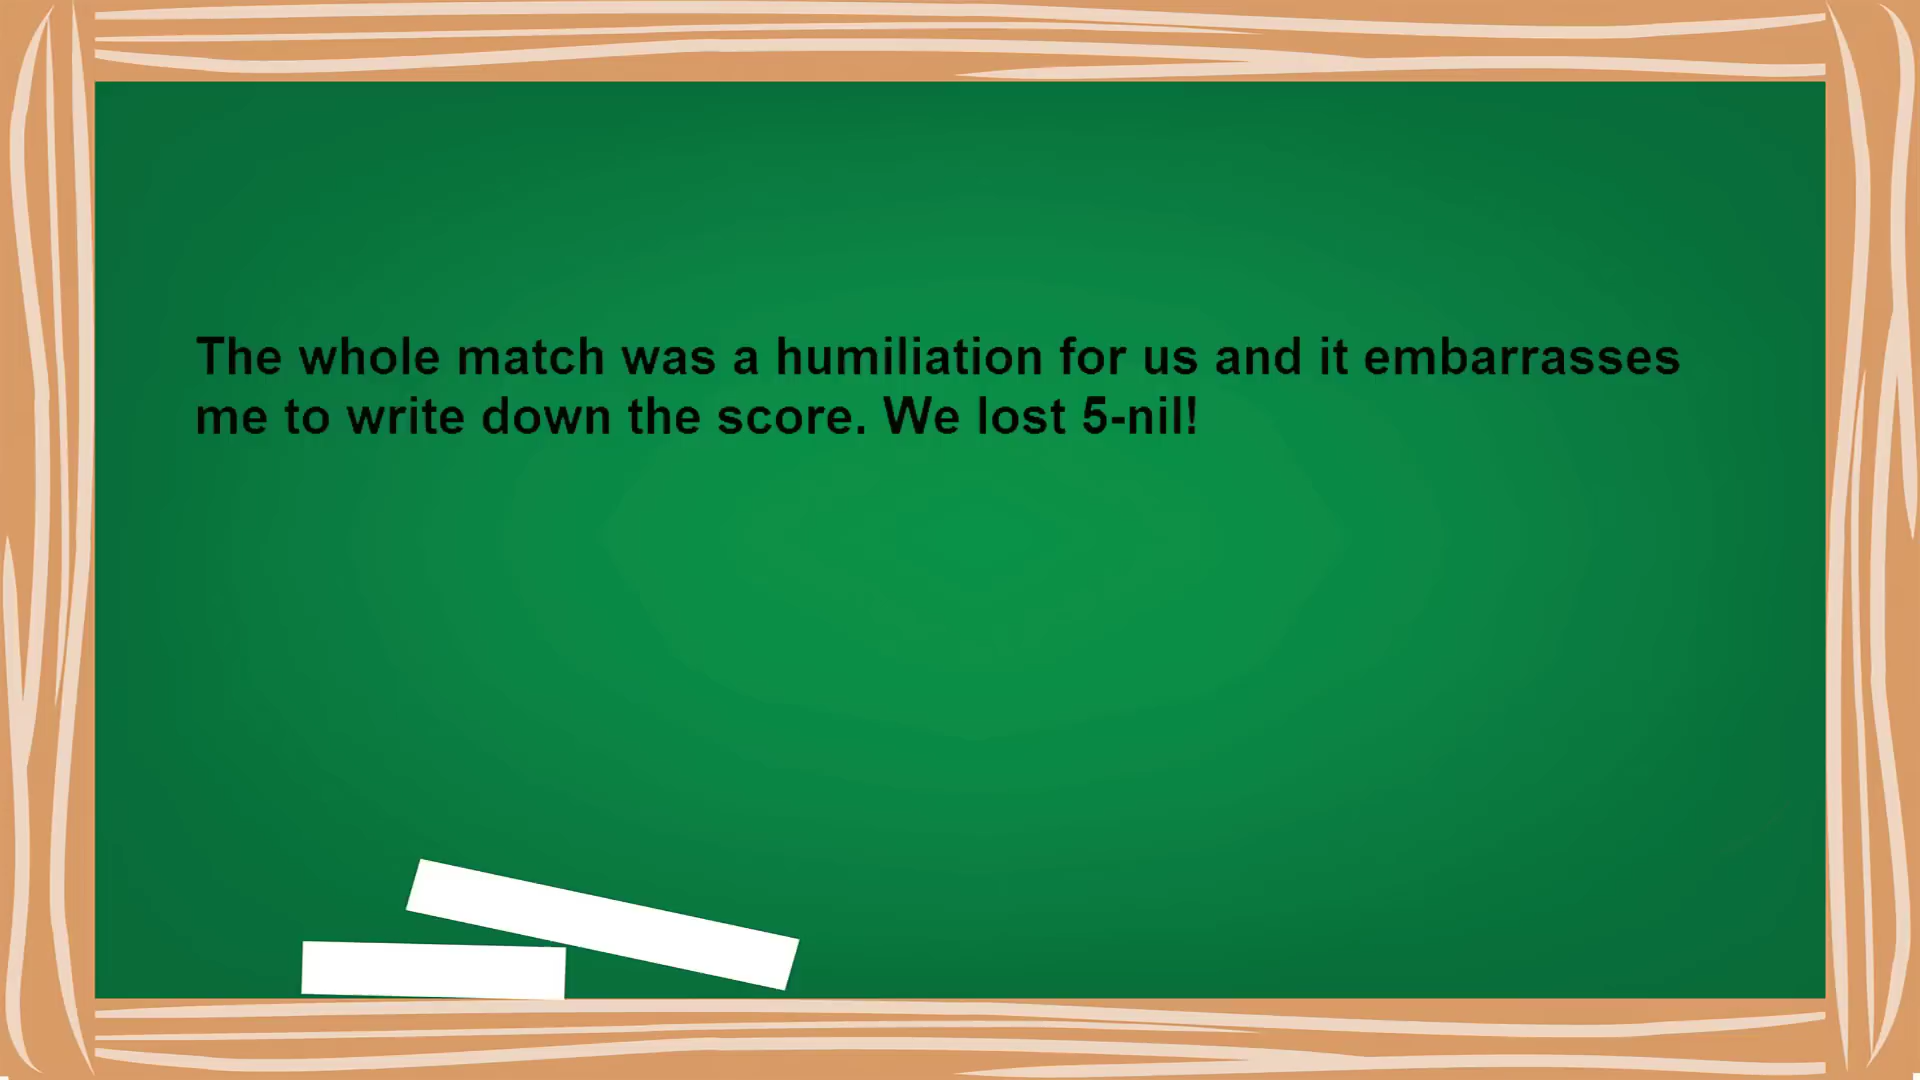 The whole match was a humiliation for us and it embarrasses
me to write down the score. We lost 5-nil!